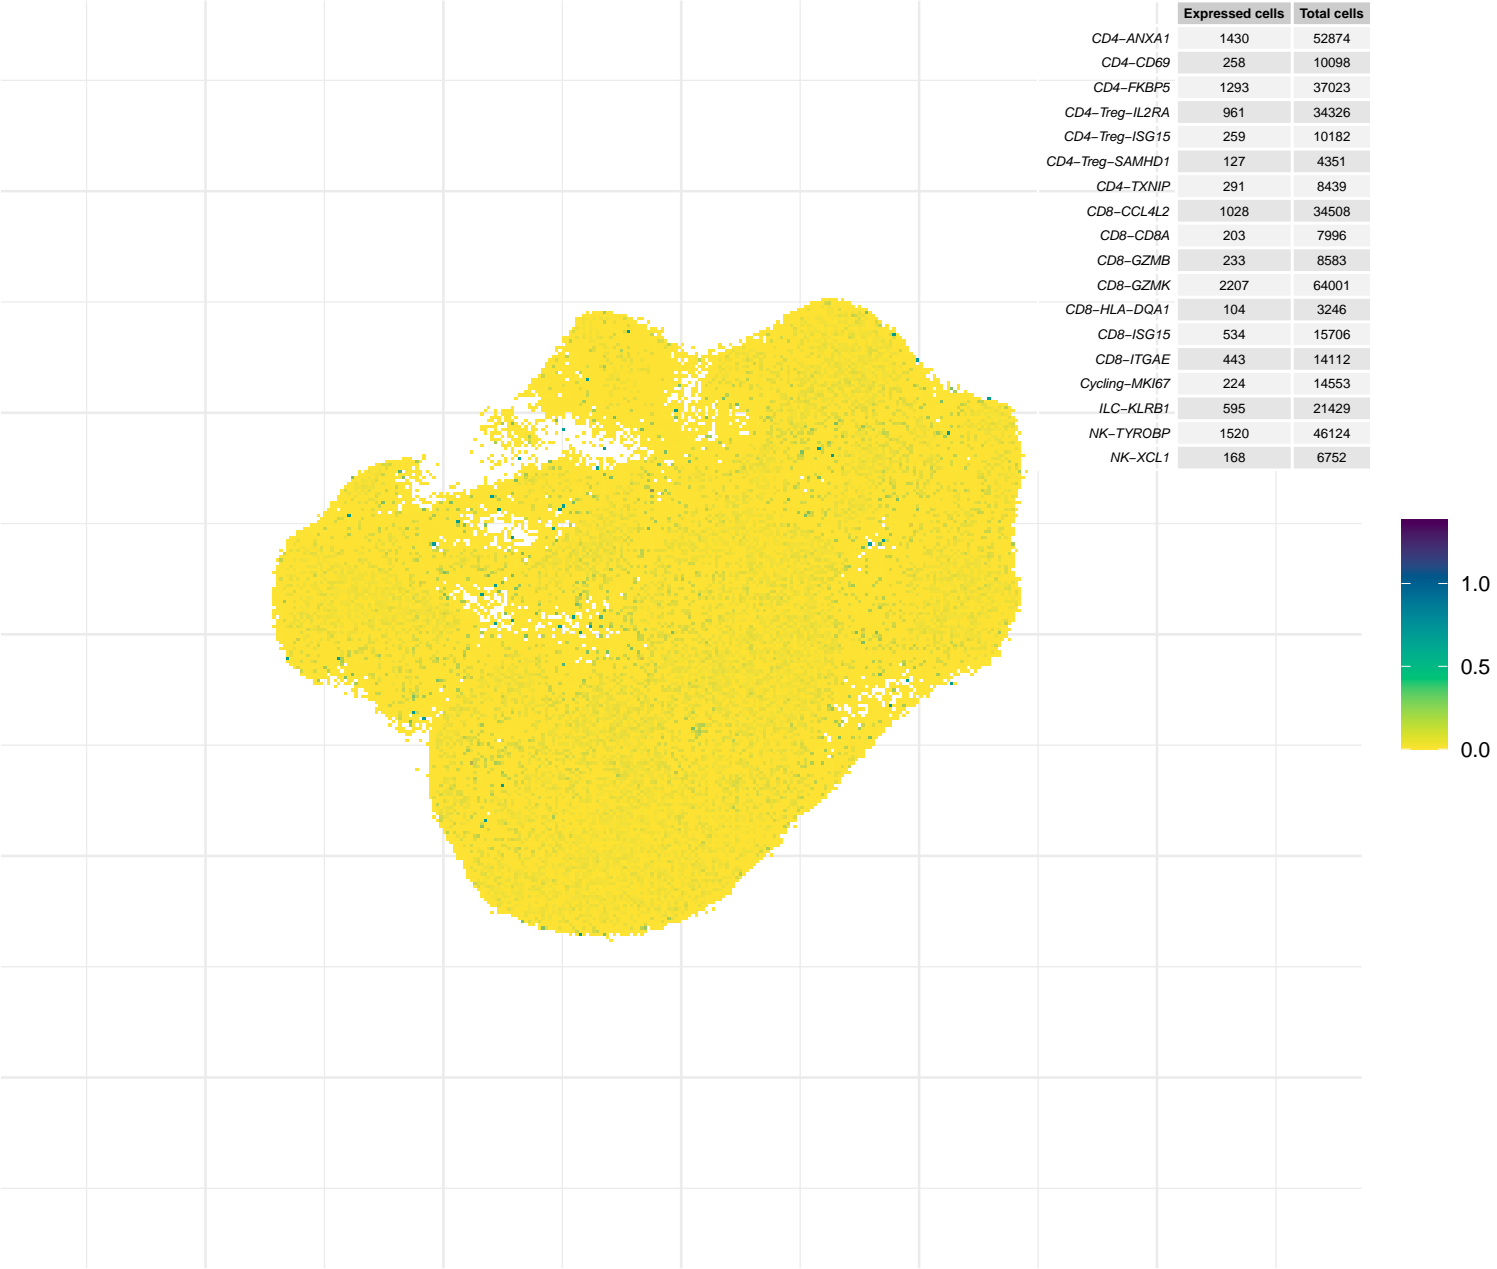 Expressed cells Total cells
CD4−ANXA1 1430 52874
CD4−CD69 258 10098
CD4−FKBP5 1293 37023
CD4−Treg−IL2RA 961 34326
CD4−Treg−ISG15 259 10182
CD4−Treg−SAMHD1 127 4351
CD4−TXNIP 291 8439
CD8−CCL4L2 1028 34508
CD8−CD8A 203 7996
CD8−GZMB 233 8583
CD8−GZMK 2207 64001
CD8−HLA−DQA1 104 3246
CD8−ISG15 534 15706
CD8−ITGAE 443 14112
Cycling−MKI67 224 14553
ILC−KLRB1 595 21429
NK−TYROBP 1520 46124
NK−XCL1 168 6752
1.0
0.5
0.0